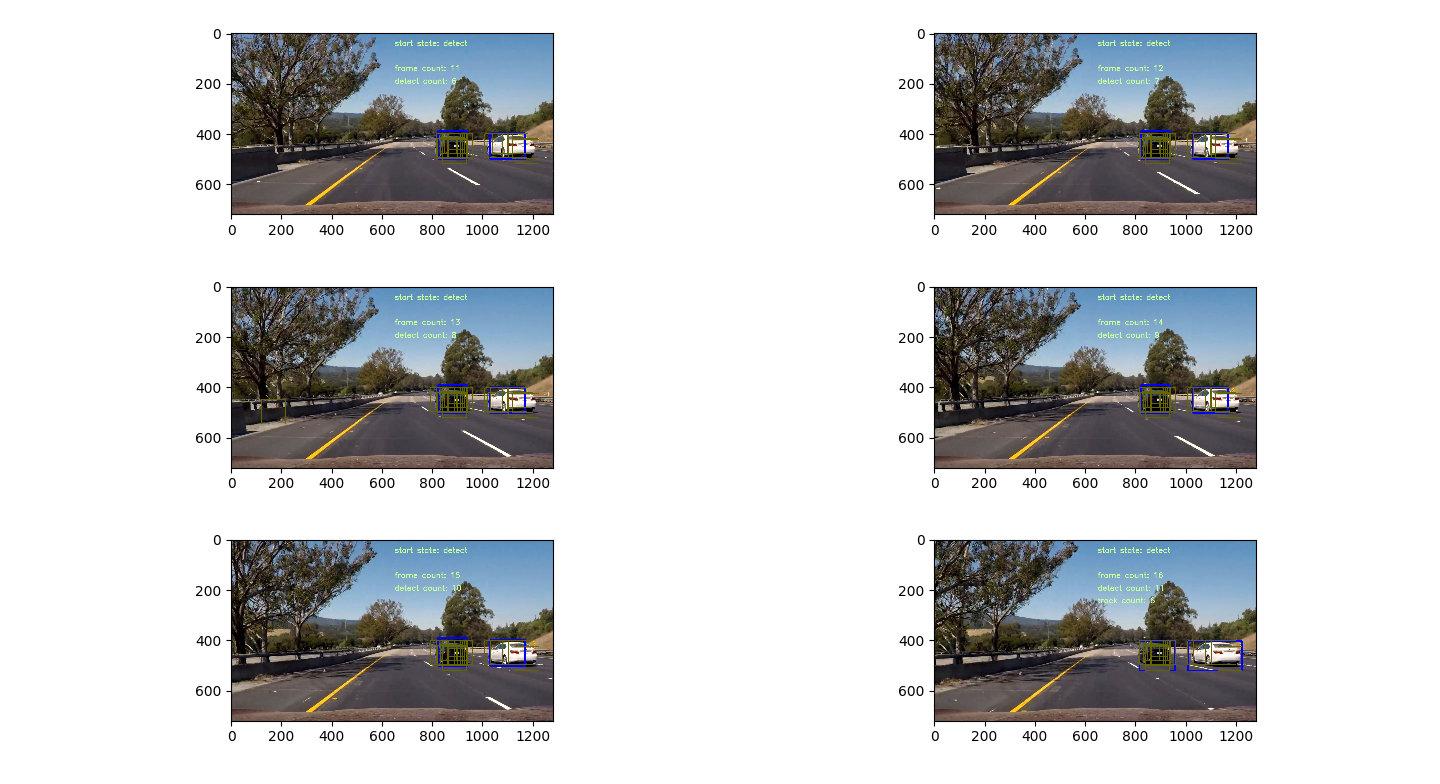 0
200
400
600
0 200 400 600 800 1000 1200
start state: detect
frame count: 11
detect count: 6
0
200
400
600
0 200 400 600 800 1000 1200
start state: detect
frame count: 12
detect count: 7
0
200
400
600
0 200 400 600 800 1000 1200
start state: detect
frame count: 13
detect count: 8
0
200
400
600
0 200 400 600 800 1000 1200
start state: detect
frame count: 14
detect count: 9
0
200
400
600
0 200 400 600 800 1000 1200
start state: detect
frame count: 15
detect count: 10
0
200
400
600
0 200 400 600 800 1000 1200
start state: detect
frame count: 16
detect count: 11
track count: 6